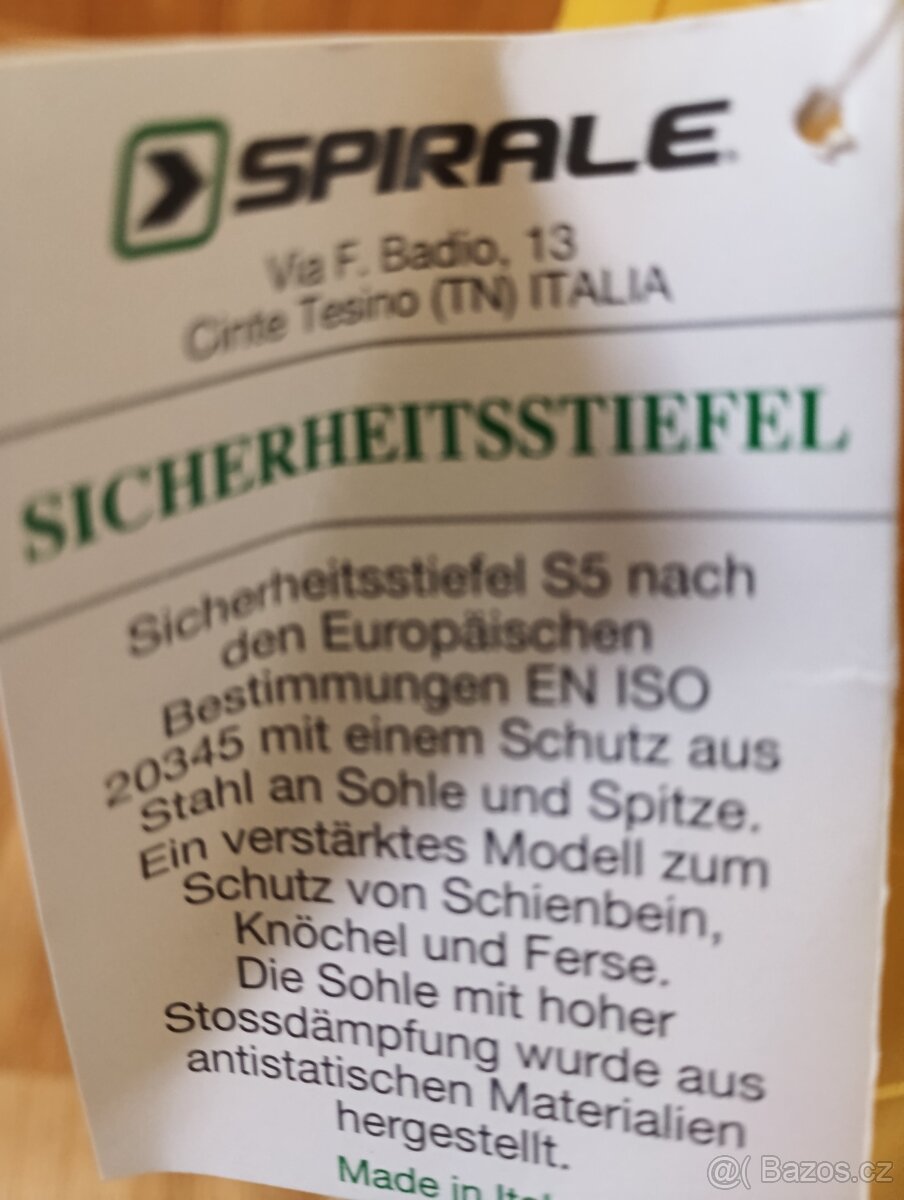 SPIRALE
Via F. Badio, 13
Cinte Tesino (TN) ITALIA
SICHERHEITSSTIEFEL
Sicherheitsstiefel S5 nach
den Europäischen
Bestimmungen EN ISO
20345 mit einem Schutz aus
Stahl an Sohle und Spitze.
Ein verstärktes Modell zum
Schutz von Schienbein,
Knöchel und Ferse.
Die Sohle mit hoher
Stossdämpfung wurde aus
antistatischen Materialien
hergestellt.
Made in
@( Bazos.cz